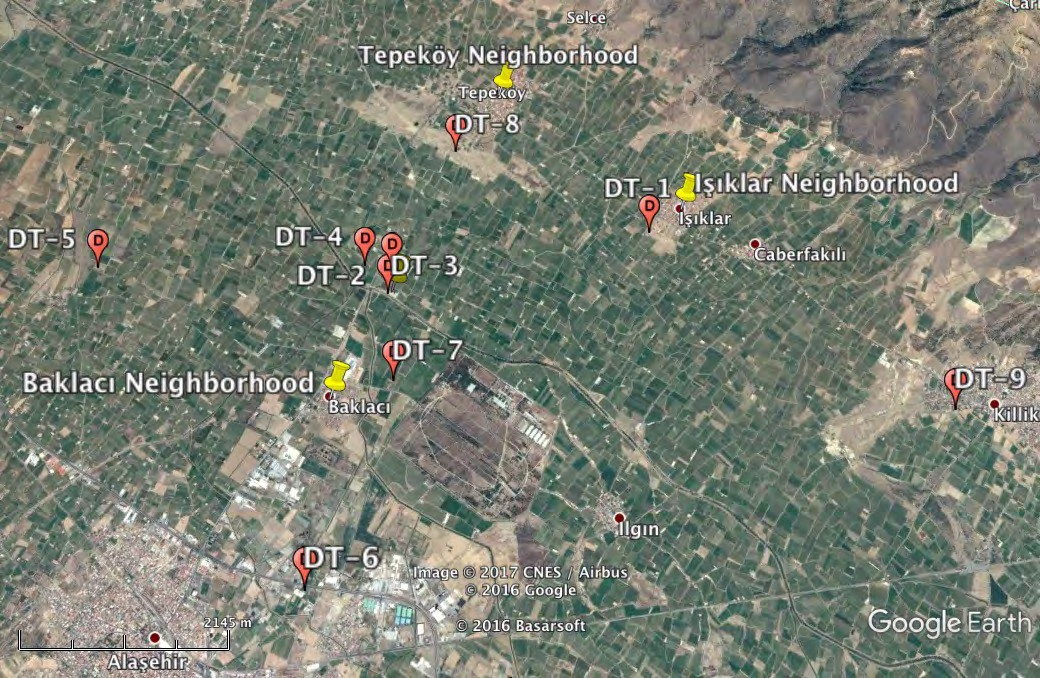 Selce
Tepeköy Neighborhood
Tepeköy
DT-8
DT-1
Işıklar Neighborhood
Işıklar
Caberfakılı
DT-5
D
DT-4
D
D
D
DT-2
DT-3
D
DT-7
Baklacı Neighborhood
Baklacı
DT-9
Killik
Ilgın
DT-6
Image © 2017 CNES / Airbus
© 2016 Google
© 2016 Basarsoft
Google Earth
2145 m
Alaşehir